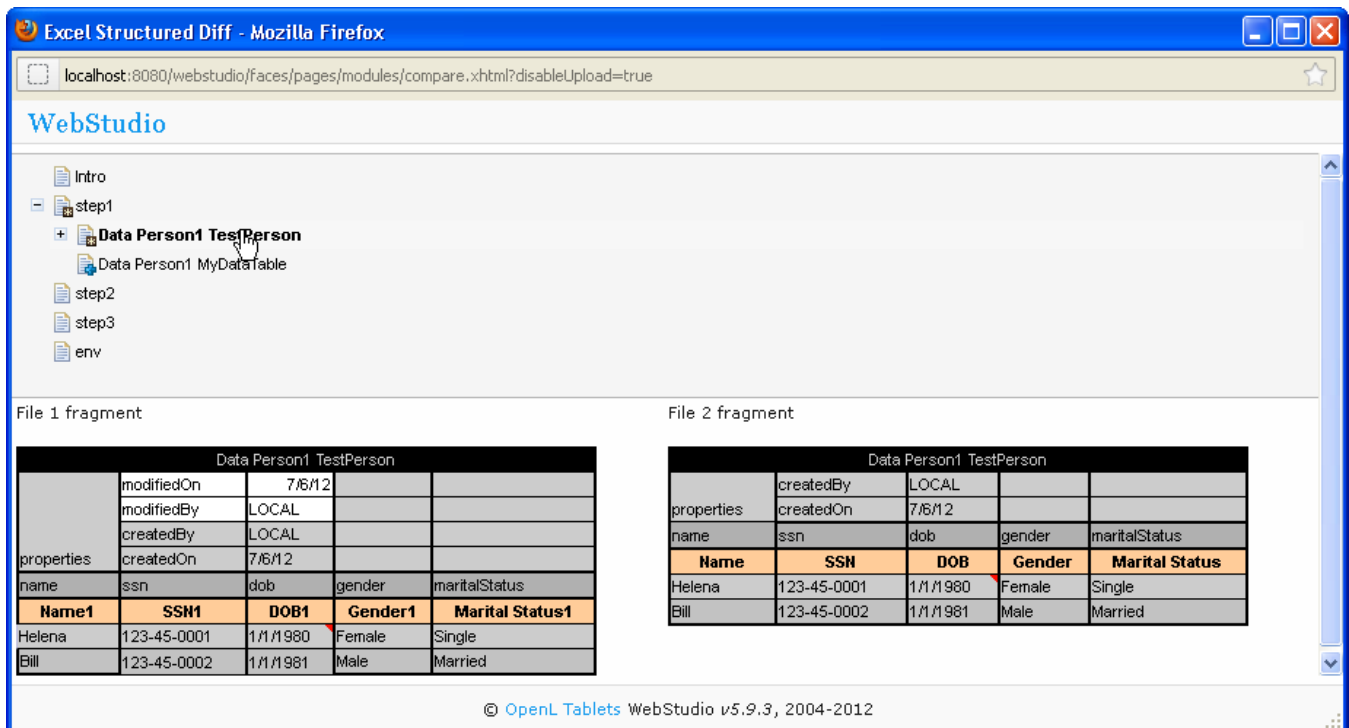 Excel Structured Diff - Mozilla Firefox
localhost:8080/webstudio/faces/pages/modules/compare.xhtml?disableUpload=true
WebStudio
Intro
step1
Data Person1 TestPerson
Data Person1 MyDataTable
step2
step3
env
File 1 fragment
Data Person1 TestPerson
modifiedOn 7/6/12
modifiedBy LOCAL
createdBy LOCAL
properties createdOn 7/6/12
name ssn dob gender maritalStatus
Name1 SSN1 DOB1 Gender1 Marital Status1
Helena 123-45-0001 1/1/1980 Female Single
Bill 123-45-0002 1/1/1981 Male Married
File 2 fragment
Data Person1 TestPerson
createdBy LOCAL
properties createdOn 7/6/12
name ssn dob gender maritalStatus
Name SSN DOB Gender Marital Status
Helena 123-45-0001 1/1/1980 Female Single
Bill 123-45-0002 1/1/1981 Male Married
© OpenL Tablets WebStudio v5.9.3, 2004-2012